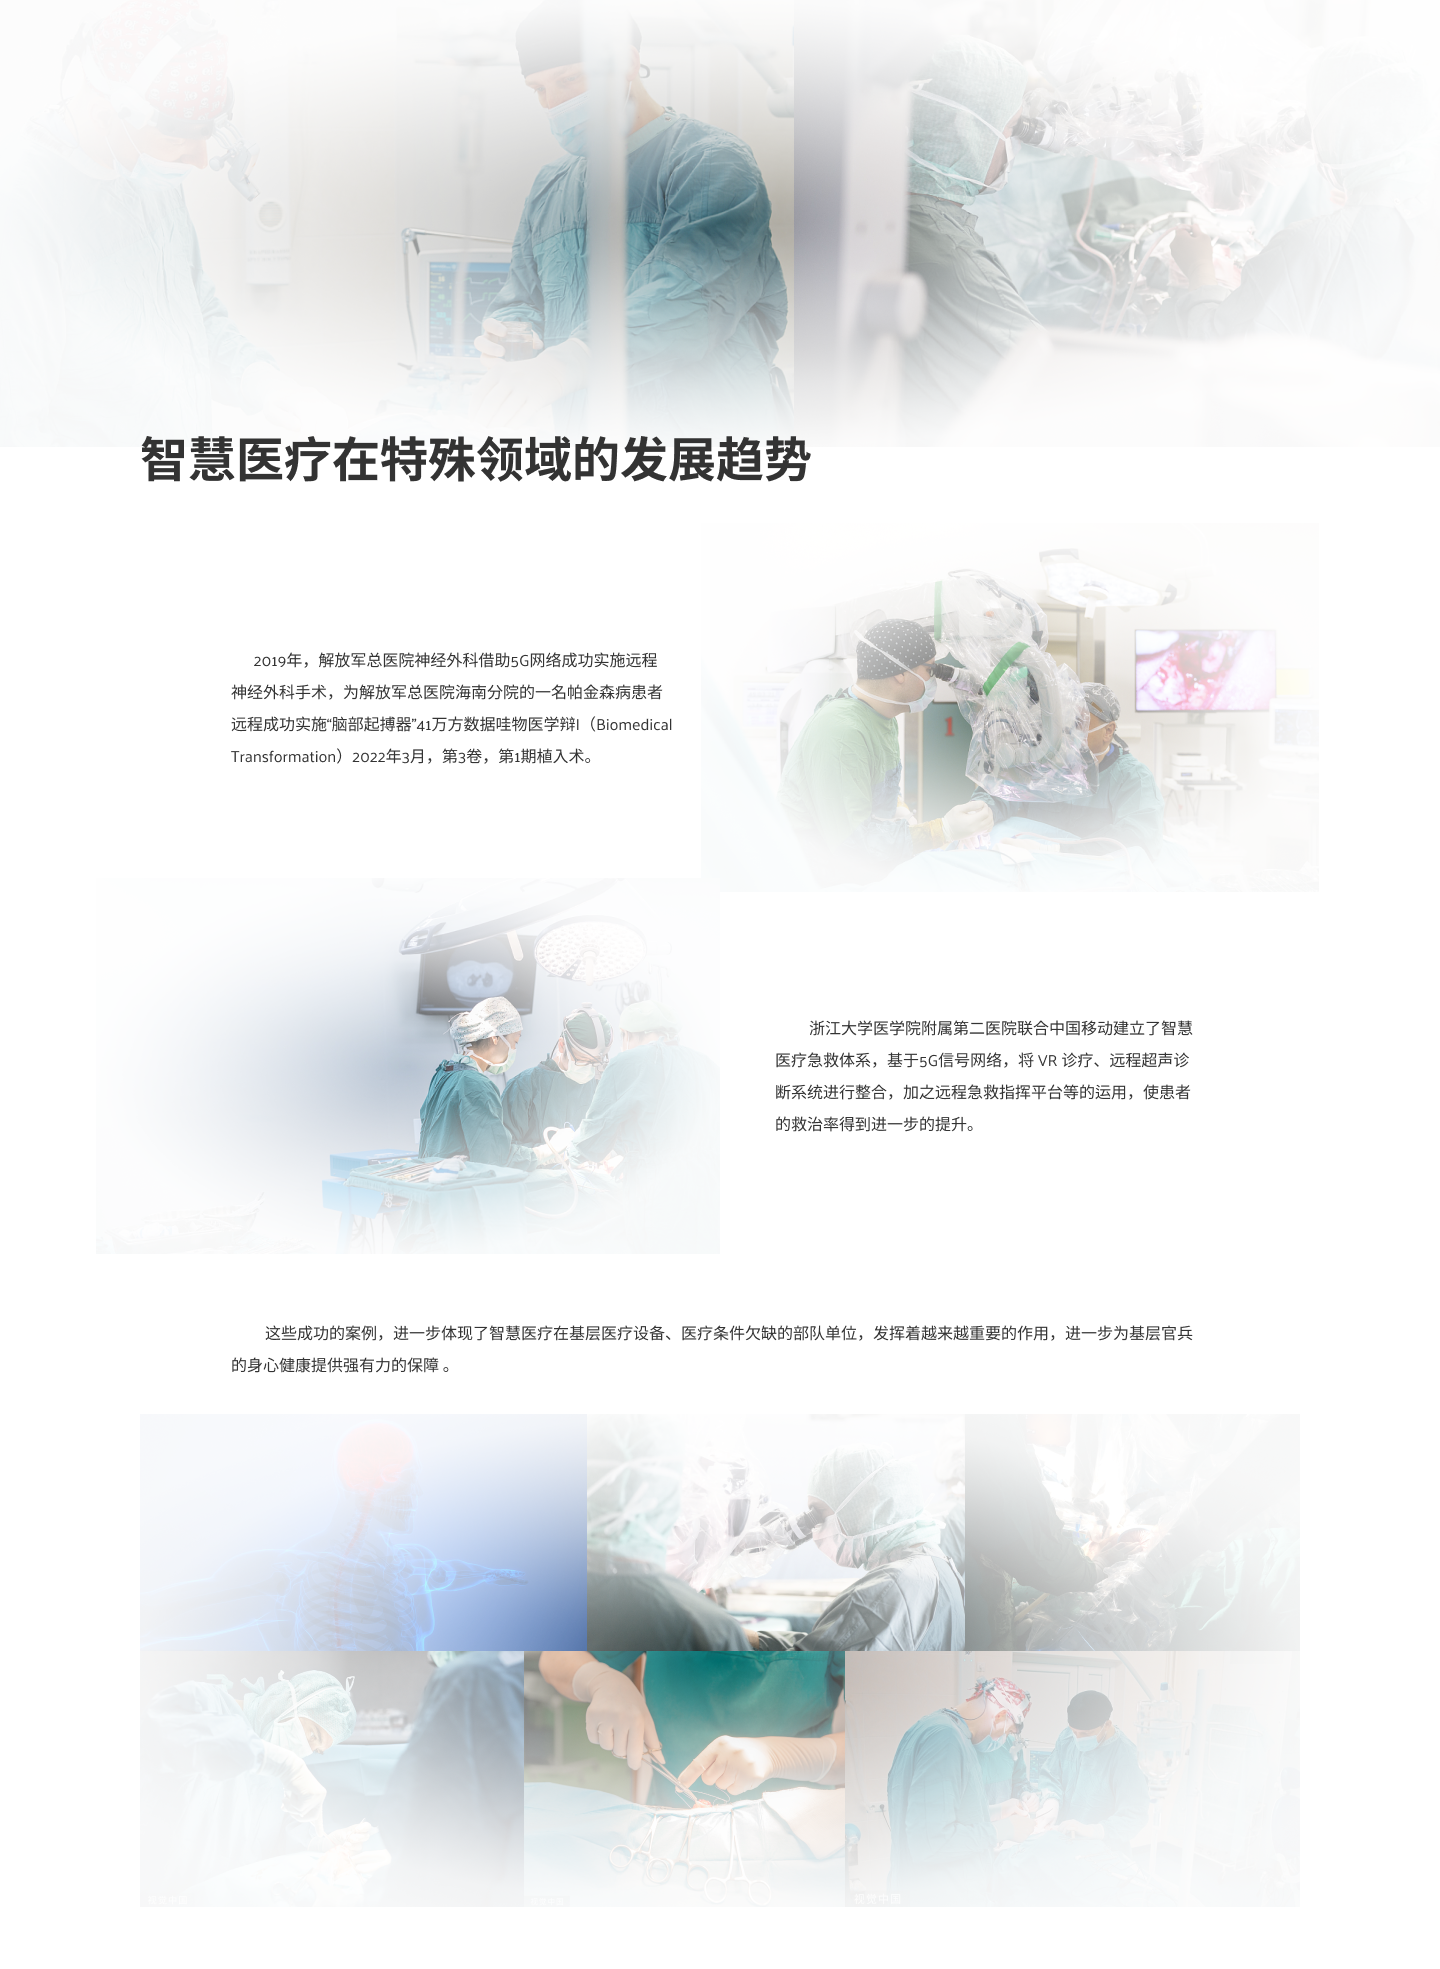 智慧医疗在特殊领域的发展趋势
2019年，解放军总医院神经外科借助5G网络成功实施远程
神经外科手术，为解放军总医院海南分院的一名帕金森病患者
远程成功实施“脑部起搏器”41万方数据哇物医学辩l（Biomedical
Transformation）2022年3月，第3卷，第1期植入术。
1
浙江大学医学院附属第二医院联合中国移动建立了智慧
医疗急救体系，基于5G信号网络，将 VR 诊疗、远程超声诊
断系统进行整合，加之远程急救指挥平台等的运用，使患者
的救治率得到进一步的提升。
这些成功的案例，进一步体现了智慧医疗在基层医疗设备、医疗条件欠缺的部队单位，发挥着越来越重要的作用，进一步为基层官兵
的身心健康提供强有力的保障 。
视觉中国